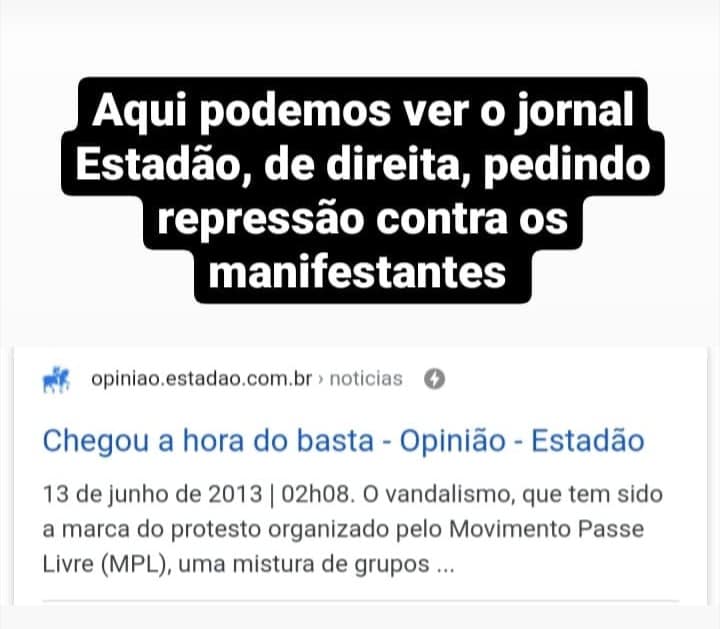 Aqui podemos ver o jornal
Estadão, de direita, pedindo
repressão contra os
manifestantes
opiniao.estadao.com.br › noticias
Chegou a hora do basta - Opinião - Estadão
13 de junho de 2013 | 02h08. O vandalismo, que tem sido
a marca do protesto organizado pelo Movimento Passe
Livre (MPL), uma mistura de grupos ...